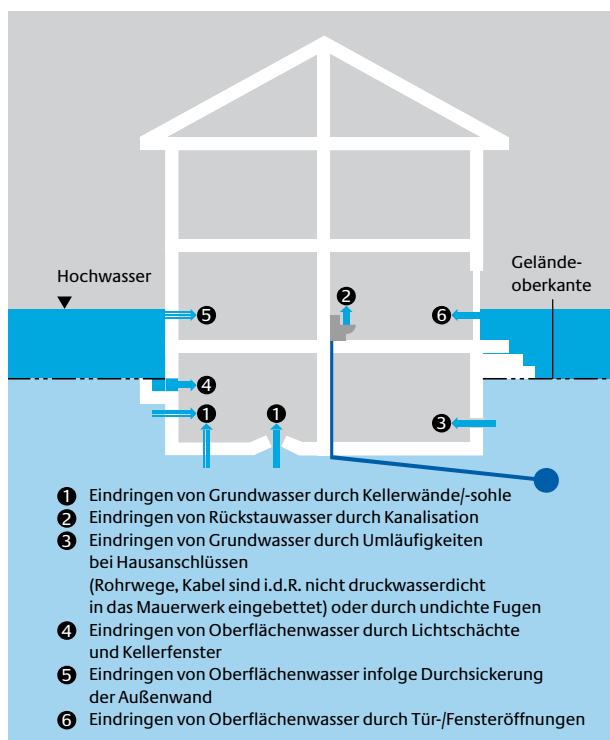 Hochwasser
Gelände-
oberkante
2
5
6
4
1
1
3
1 Eindringen von Grundwasser durch Kellerwände/-sohle
2 Eindringen von Rückstauwasser durch Kanalisation
3 Eindringen von Grundwasser durch Umläufigkeiten
bei Hausanschlüssen
(Rohrwege, Kabel sind i.d.R. nicht druckwasserdicht
in das Mauerwerk eingebettet) oder durch undichte Fugen
4 Eindringen von Oberflächenwasser durch Lichtschächte
und Kellerfenster
5 Eindringen von Oberflächenwasser infolge Durchsickerung
der Außenwand
6 Eindringen von Oberflächenwasser durch Tür-/Fensteröffnungen